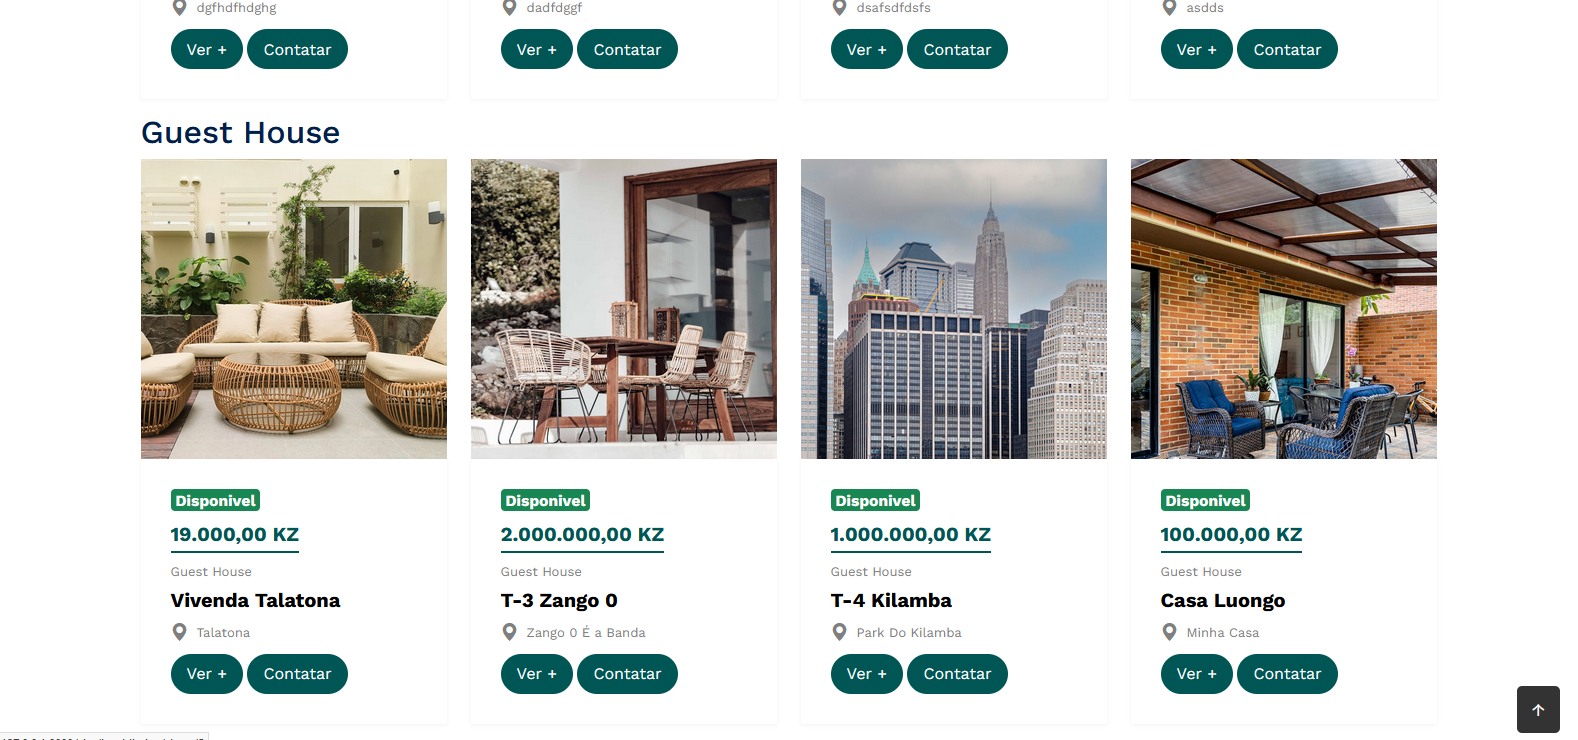 dgfhdfhdghg
dadfdggf
dsafsdfdsfs
asdds
Ver + Contatar
Ver + Contatar
Ver + Contatar
Ver + Contatar
Guest House
Disponivel
19.000,00 KZ
Guest House
Vivenda Talatona
Talatona
Ver + Contatar
Disponivel
2.000.000,00 KZ
Guest House
T-3 Zango 0
Zango 0 É a Banda
Ver + Contatar
Disponivel
1.000.000,00 KZ
Guest House
T-4 Kilamba
Park Do Kilamba
Ver + Contatar
Disponivel
100.000,00 KZ
Guest House
Casa Luongo
Minha Casa
Ver + Contatar